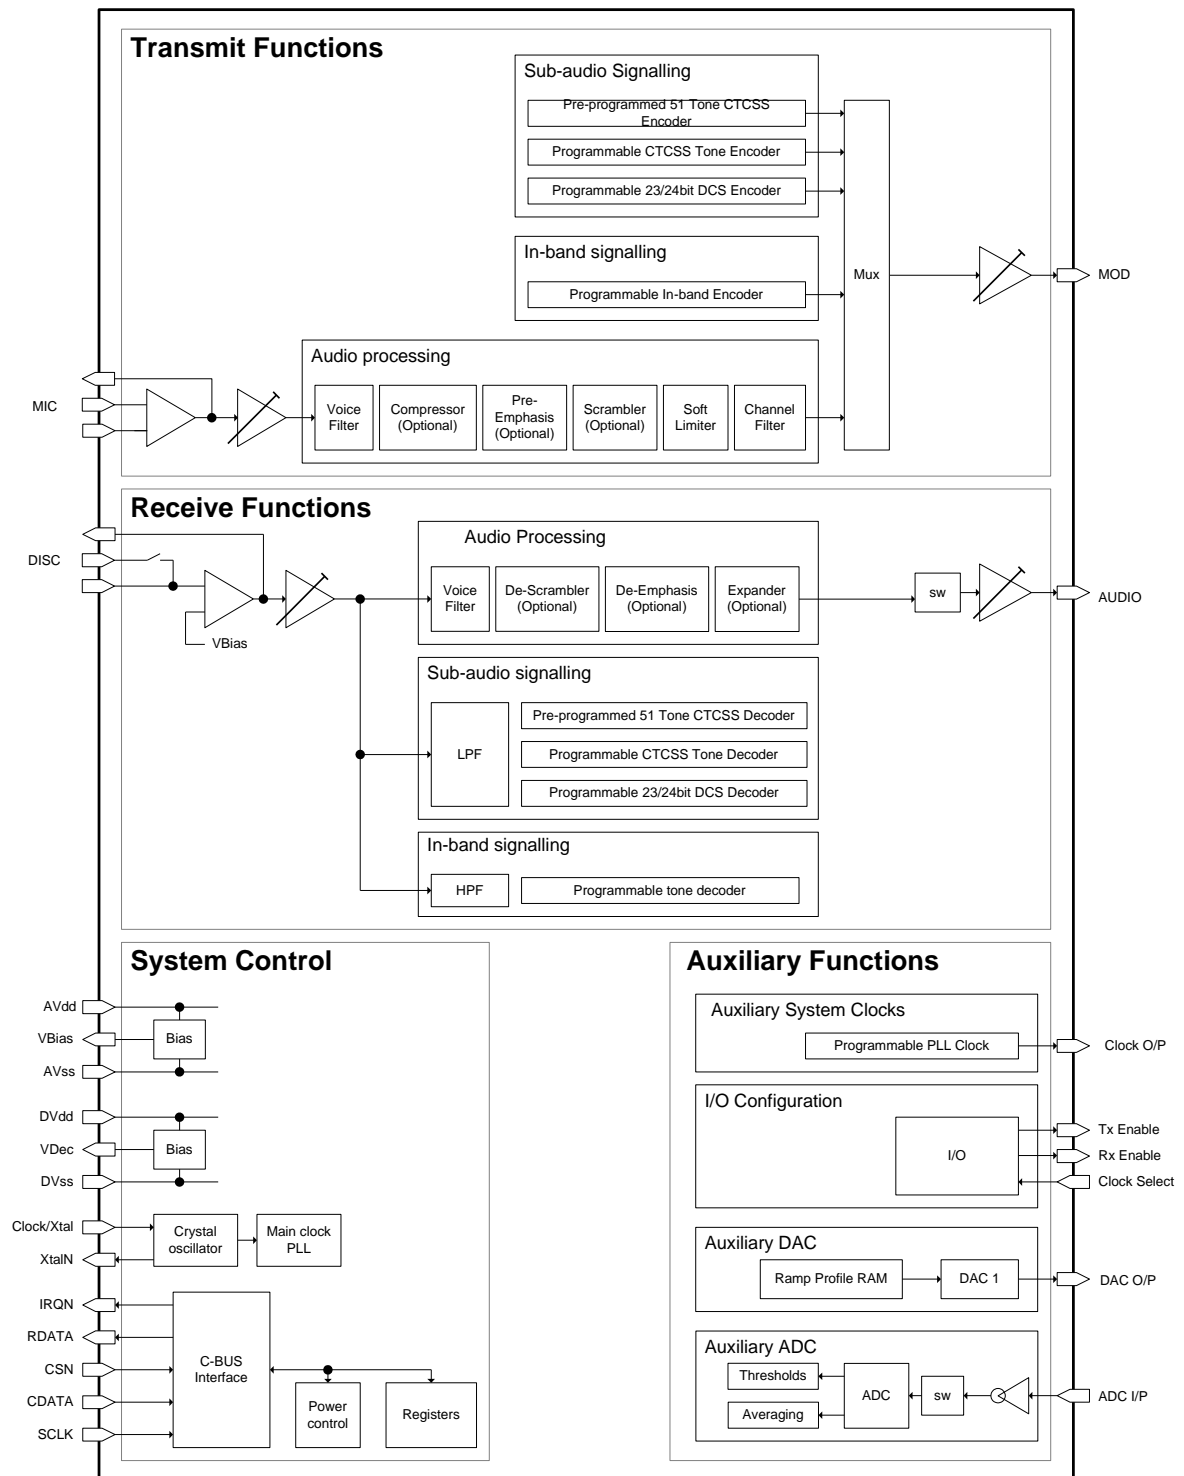 Transmit Functions
Sub-audio Signalling
Pre-programmed 51 Tone CTCSS
Encoder
Programmable CTCSS Tone Encoder
Programmable 23/24bit DCS Encoder
In-band signalling
Programmable In-band Encoder
Mux
MOD
Audio processing
MIC
Voice
Filter
Compressor
(Optional)
Pre-
Emphasis
(Optional)
Scrambler
(Optional)
Soft
Limiter
Channel
Filter
Receive Functions
DISC
VBias
Audio Processing
Voice
Filter
De-Scrambler
(Optional)
De-Emphasis
(Optional)
Expander
(Optional)
sw
AUDIO
Sub-audio signalling
LPF
Pre-programmed 51 Tone CTCSS Decoder
Programmable CTCSS Tone Decoder
Programmable 23/24bit DCS Decoder
In-band signalling
HPF
Programmable tone decoder
System Control
AVdd
VBias
Bias
AVss
DVdd
VDec
Bias
DVss
Clock/Xtal
XtalN
Crystal
oscillator
Main clock
PLL
IRQN
RDATA
CSN
CDATA
SCLK
C-BUS
Interface
Power
control
Registers
Auxiliary Functions
Auxiliary System Clocks
Programmable PLL Clock
Clock O/P
I/O Configuration
I/O
Tx Enable
Rx Enable
Clock Select
Auxiliary DAC
Ramp Profile RAM
DAC 1
DAC O/P
Auxiliary ADC
Thresholds
Averaging
ADC
sw
ADC I/P